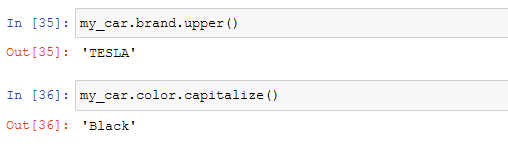 In [35]: my_car.brand.upper()
Out[35]: 'TESLA'
In [36]: my_car.color.capitalize()
Out[36]: 'Black'